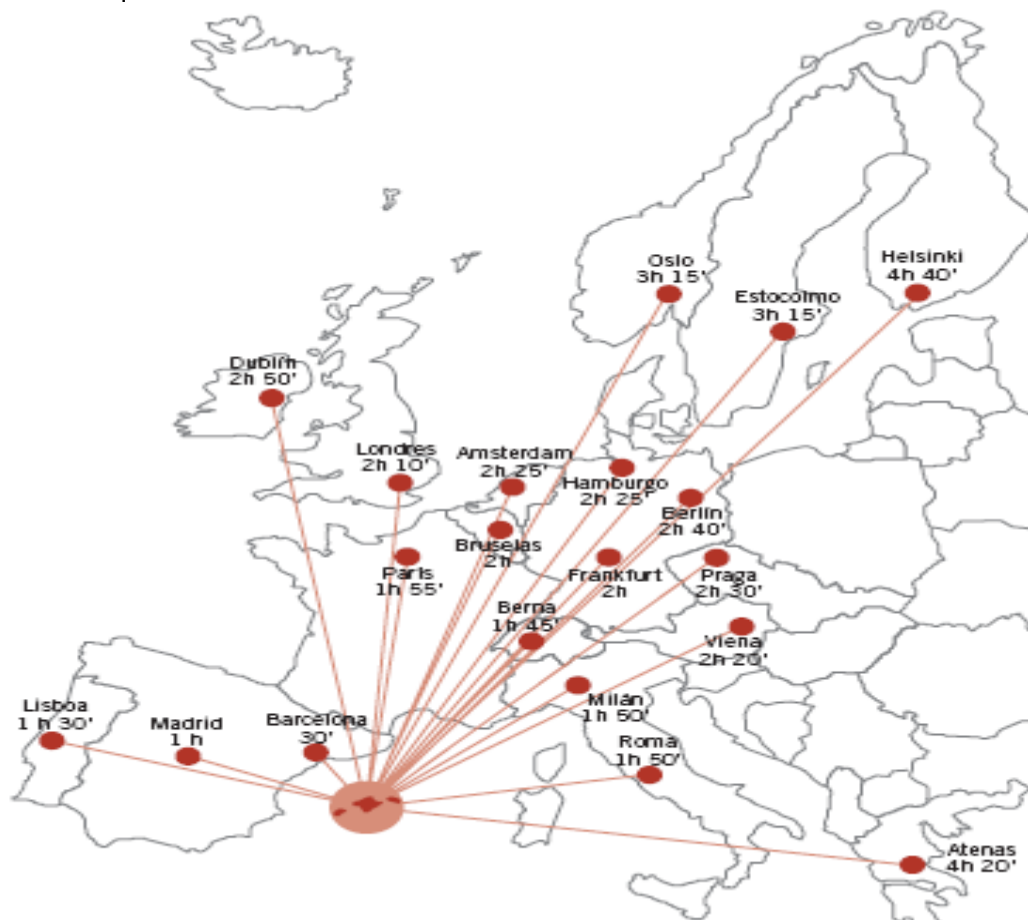 Oslo
3h 15'
Helsinki
4h 40'
Estocolmo
3h 15'
Dublín
2h 50'
Londres
2h 10'
Amsterdam
2h 25'
Hamburgo
2h 25'
Berlín
2h 40'
Bruselas
2h
París
1h 55'
Frankfurt
2h
Praga
2h 30'
Berna
1h 45'
Viena
2h 20'
Lisboa
1 h 30'
Madrid
1 h
Barcelona
30'
Milán
1h 50'
Roma
1h 50'
Atenas
4h 20'